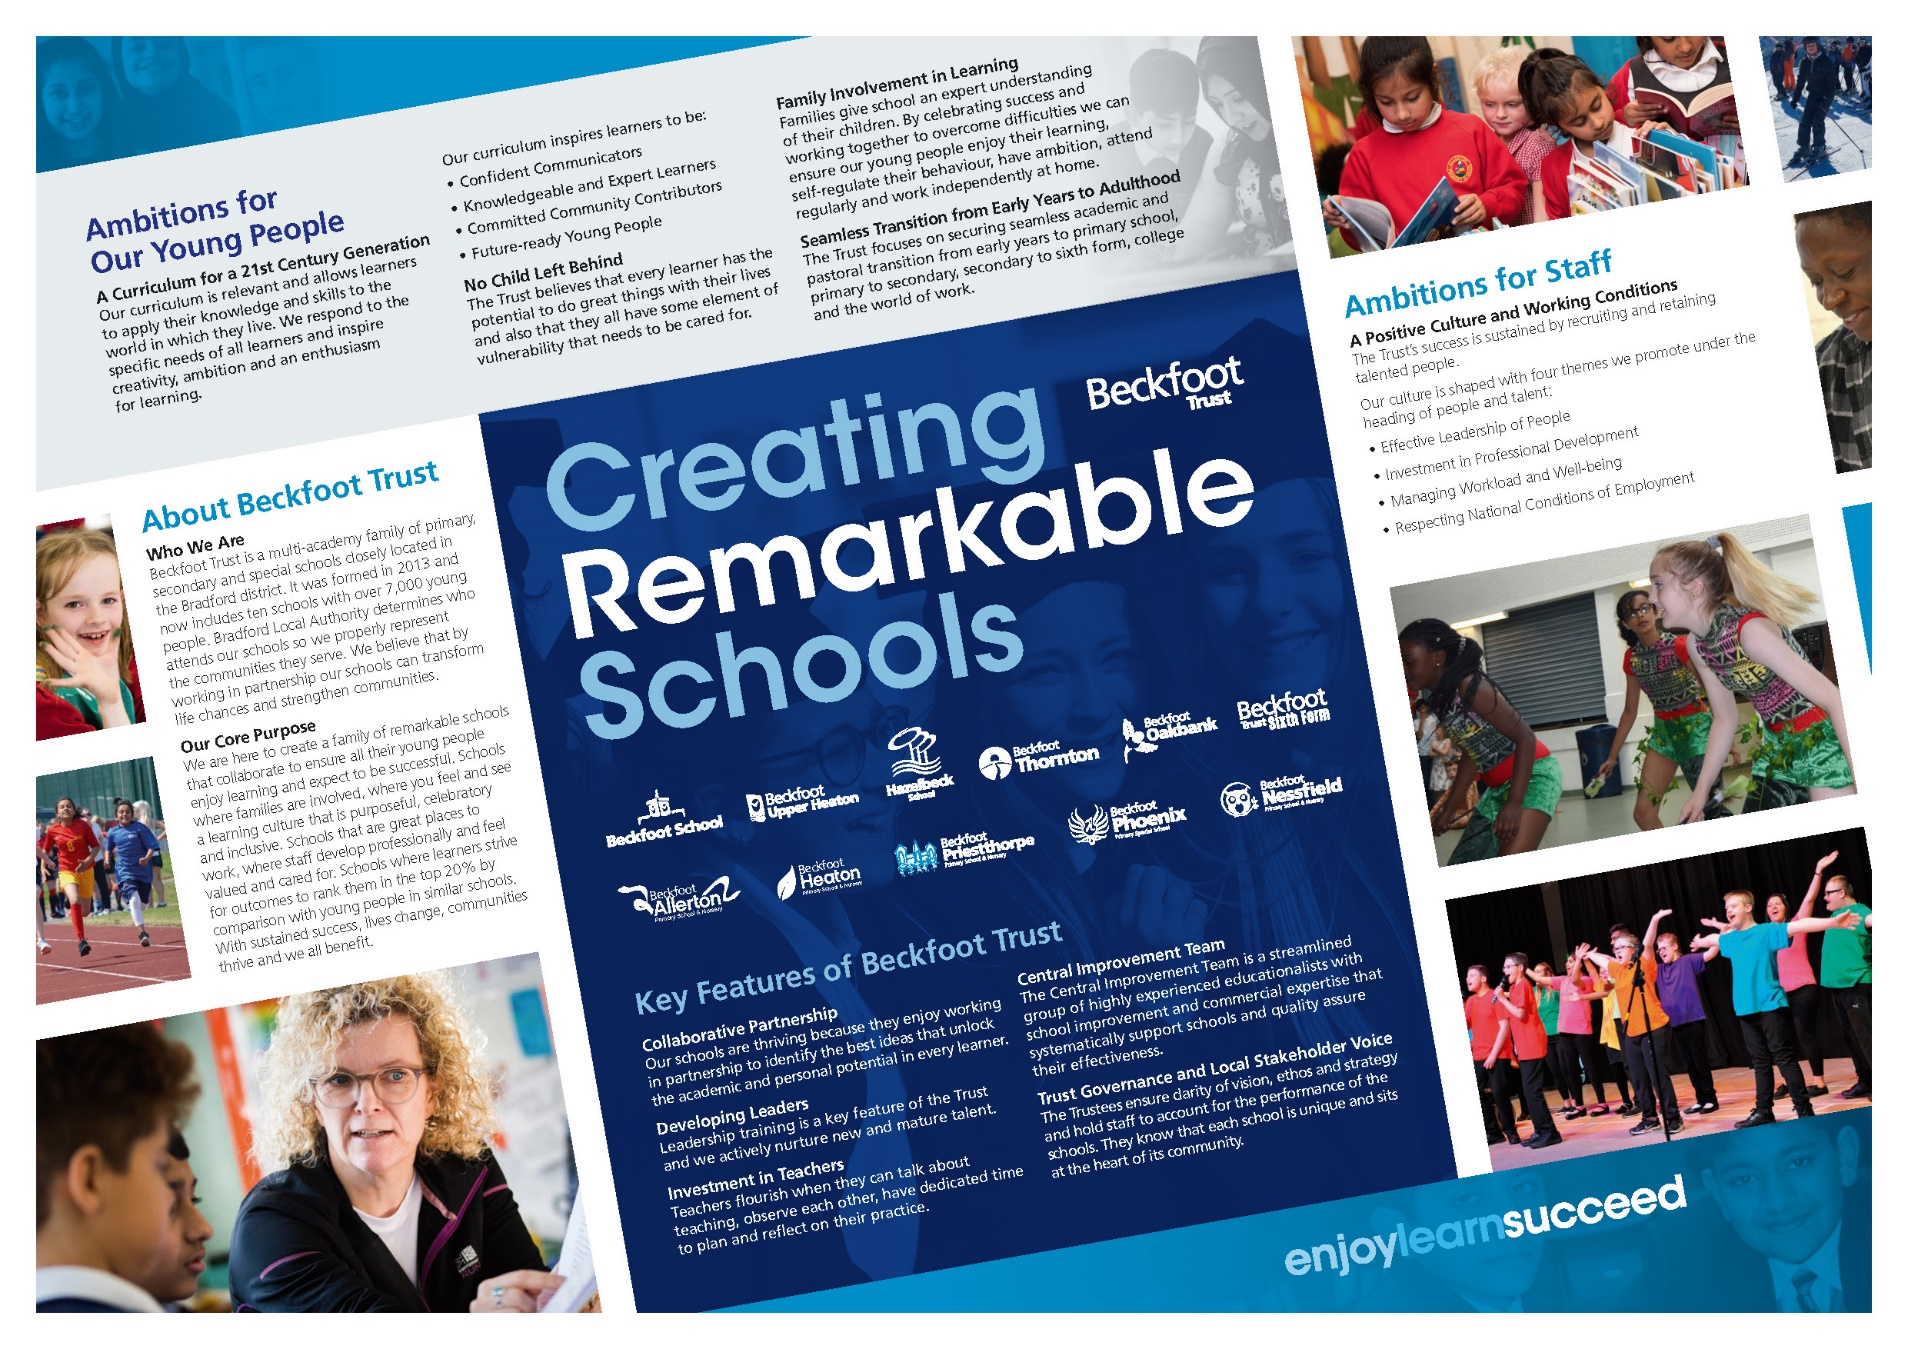 Ambitions for
Our Young People
A Curriculum for a 21st Century Generation
Our curriculum is relevant and allows learners
to apply their knowledge and skills to the
world in which they live. We respond to the
specific needs of all learners and inspire
creativity, ambition and an enthusiasm
for learning.
Our curriculum inspires learners to be:
• Confident Communicators
• Knowledgeable and Expert Learners
• Committed Community Contributors
• Future-ready Young People
No Child Left Behind
The Trust believes that every learner has the
potential to do great things with their lives
and also that they all have some element of
vulnerability that needs to be cared for.
Family Involvement in Learning
Families give school an expert understanding
of their children. By celebrating success and
working together to overcome difficulties we can
ensure our young people enjoy their learning,
self-regulate their behaviour, have ambition, attend
regularly and work independently at home.
Seamless Transition from Early Years to Adulthood
The Trust focuses on securing seamless academic and
pastoral transition from early years to primary school,
primary to secondary, secondary to sixth form, college
and the world of work.
About Beckfoot Trust
Who We Are
Beckfoot Trust is a multi-academy family of primary,
secondary and special schools closely located in
the Bradford district. It was formed in 2013 and
now includes ten schools with over 7,000 young
people. Bradford Local Authority determines who
attends our schools so we properly represent
the communities they serve. We believe that by
working in partnership our schools can transform
life chances and strengthen communities.
Our Core Purpose
We are here to create a family of remarkable schools
that collaborate to ensure all their young people
enjoy learning and expect to be successful. Schools
where families are involved, where you feel and see
a learning culture that is purposeful, celebratory
and inclusive. Schools that are great places to
work, where staff develop professionally and feel
valued and cared for. Schools where learners strive
for outcomes to rank them in the top 20% by
comparison with young people in similar schools.
With sustained success, lives change, communities
thrive and we all benefit.
Beckfoot
Trust
Creating
Remarkable
Schools
Beckfoot School
Beckfoot
Upper Heaton
Hazelbeck
School
Beckfoot
Thornton
Beckfoot
Oakbank
Beckfoot
Trust Sixth Form
Beckfoot
Allerton
Primary School & Nursery
Beckfoot
Heaton
Primary School & Nursery
Beckfoot
Priestthorpe
Primary School & Nursery
Beckfoot
Phoenix
Primary Special School
Beckfoot
Nessfield
Primary School & Nursery
Key Features of Beckfoot Trust
Collaborative Partnership
Our schools are thriving because they enjoy working
in partnership to identify the best ideas that unlock
the academic and personal potential in every learner.
Developing Leaders
Leadership training is a key feature of the Trust
and we actively nurture new and mature talent.
Investment in Teachers
Teachers flourish when they can talk about
teaching, observe each other, have dedicated time
to plan and reflect on their practice.
Central Improvement Team
The Central Improvement Team is a streamlined
group of highly experienced educationalists with
school improvement and commercial expertise that
systematically support schools and quality assure
their effectiveness.
Trust Governance and Local Stakeholder Voice
The Trustees ensure clarity of vision, ethos and strategy
and hold staff to account for the performance of the
schools. They know that each school is unique and sits
at the heart of its community.
Ambitions for Staff
A Positive Culture and Working Conditions
The Trust's success is sustained by recruiting and retaining
talented people.
Our culture is shaped with four themes we promote under the
heading of people and talent:
• Effective Leadership of People
• Investment in Professional Development
• Managing Workload and Well-being
• Respecting National Conditions of Employment
enjoylearnsucceed